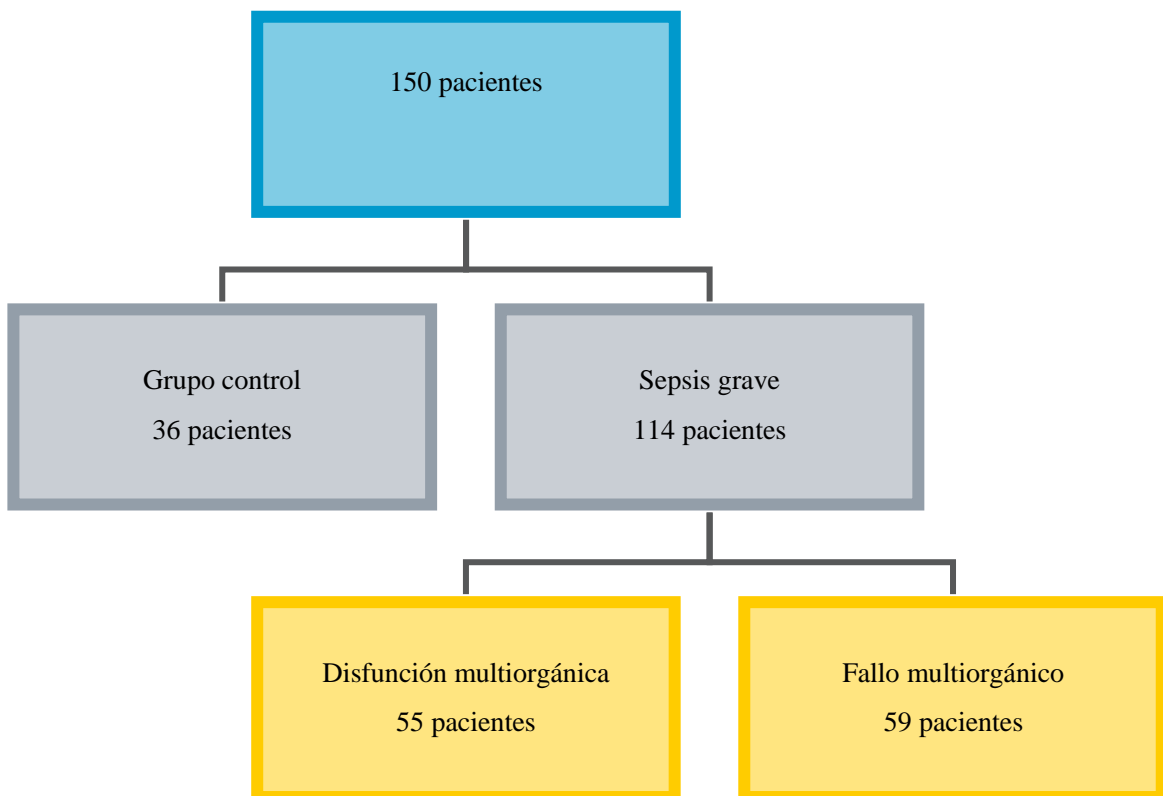 150 pacientes
Grupo control
36 pacientes
Sepsis grave
114 pacientes
Disfunción multiorgánica
55 pacientes
Fallo multiorgánico
59 pacientes